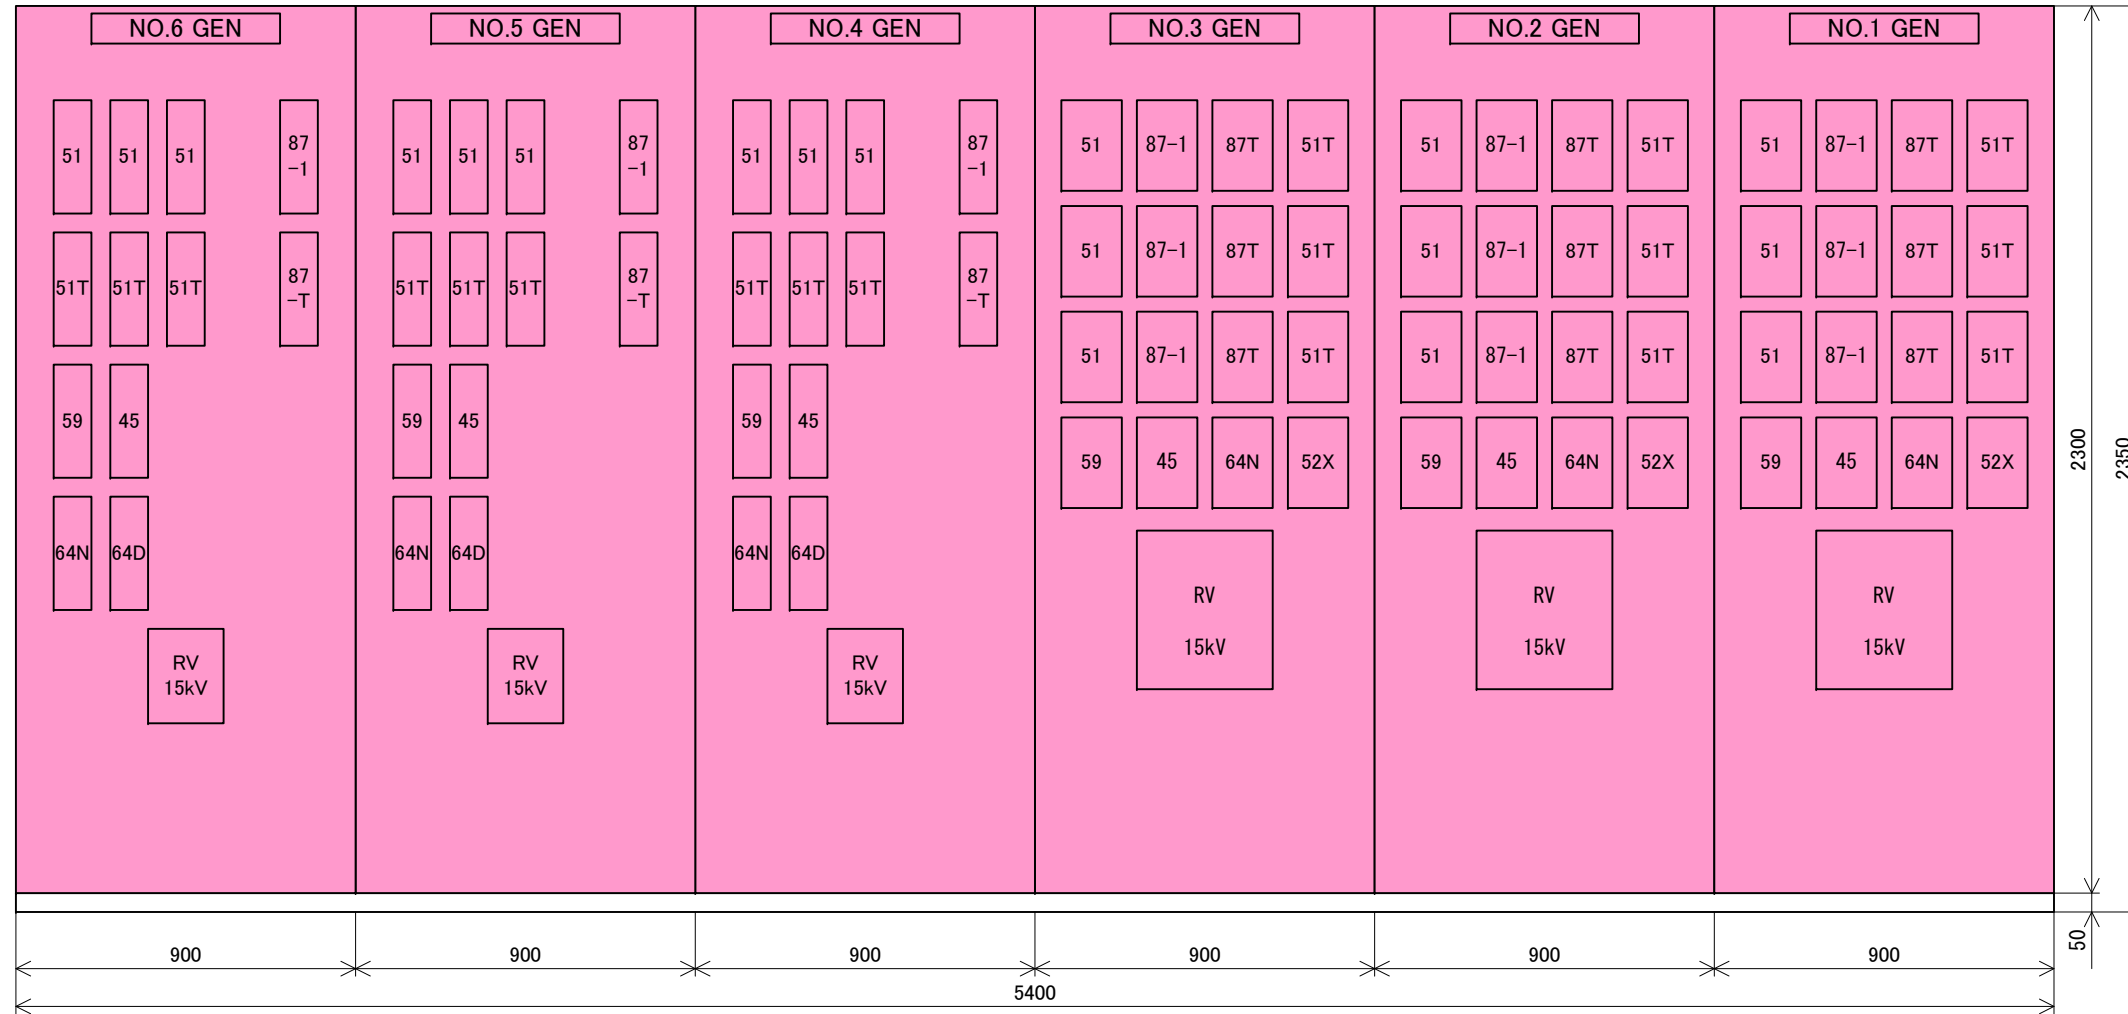 NO.6 GEN NO.5 GEN NO.4 GEN NO.3 GEN NO.2 GEN NO.1 GEN
51 51 51 87
-1
51T 51T 51T 87
-T
59 45
64N 64D
RV
15kV
51 51 51 87
-1
51T 51T 51T 87
-T
59 45
64N 64D
RV
15kV
51 51 51 87
-1
51T 51T 51T 87
-T
59 45
64N 64D
RV
15kV
51 87-1 87T 51T
51 87-1 87T 51T
51 87-1 87T 51T
59 45 64N 52X
RV
15kV
51 87-1 87T 51T
51 87-1 87T 51T
51 87-1 87T 51T
59 45 64N 52X
RV
15kV
51 87-1 87T 51T
51 87-1 87T 51T
51 87-1 87T 51T
59 45 64N 52X
RV
15kV
2300
2350
50
900 900 900 900 900 900
5400